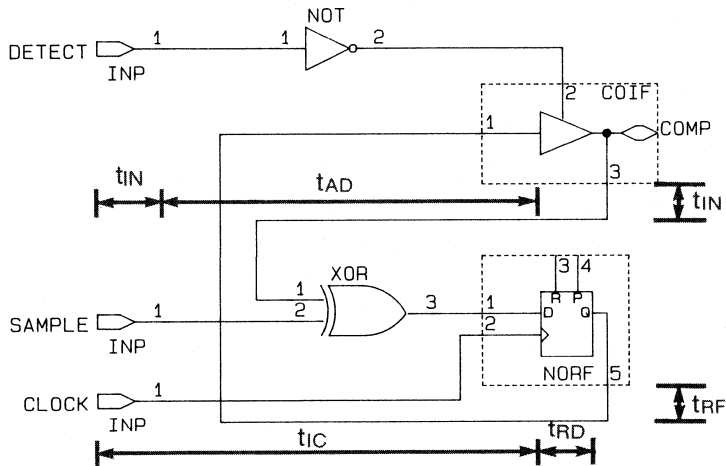 NOT
DETECT 1 1 2
INP
2 COIF
1 COMP
3
tIN tAD tIN
XOR
3 4
R P
1 3 1 D Q
2 2
SAMPLE 1
INP
NORF 5
CLOCK 1
INP
tRF
tIC tRD